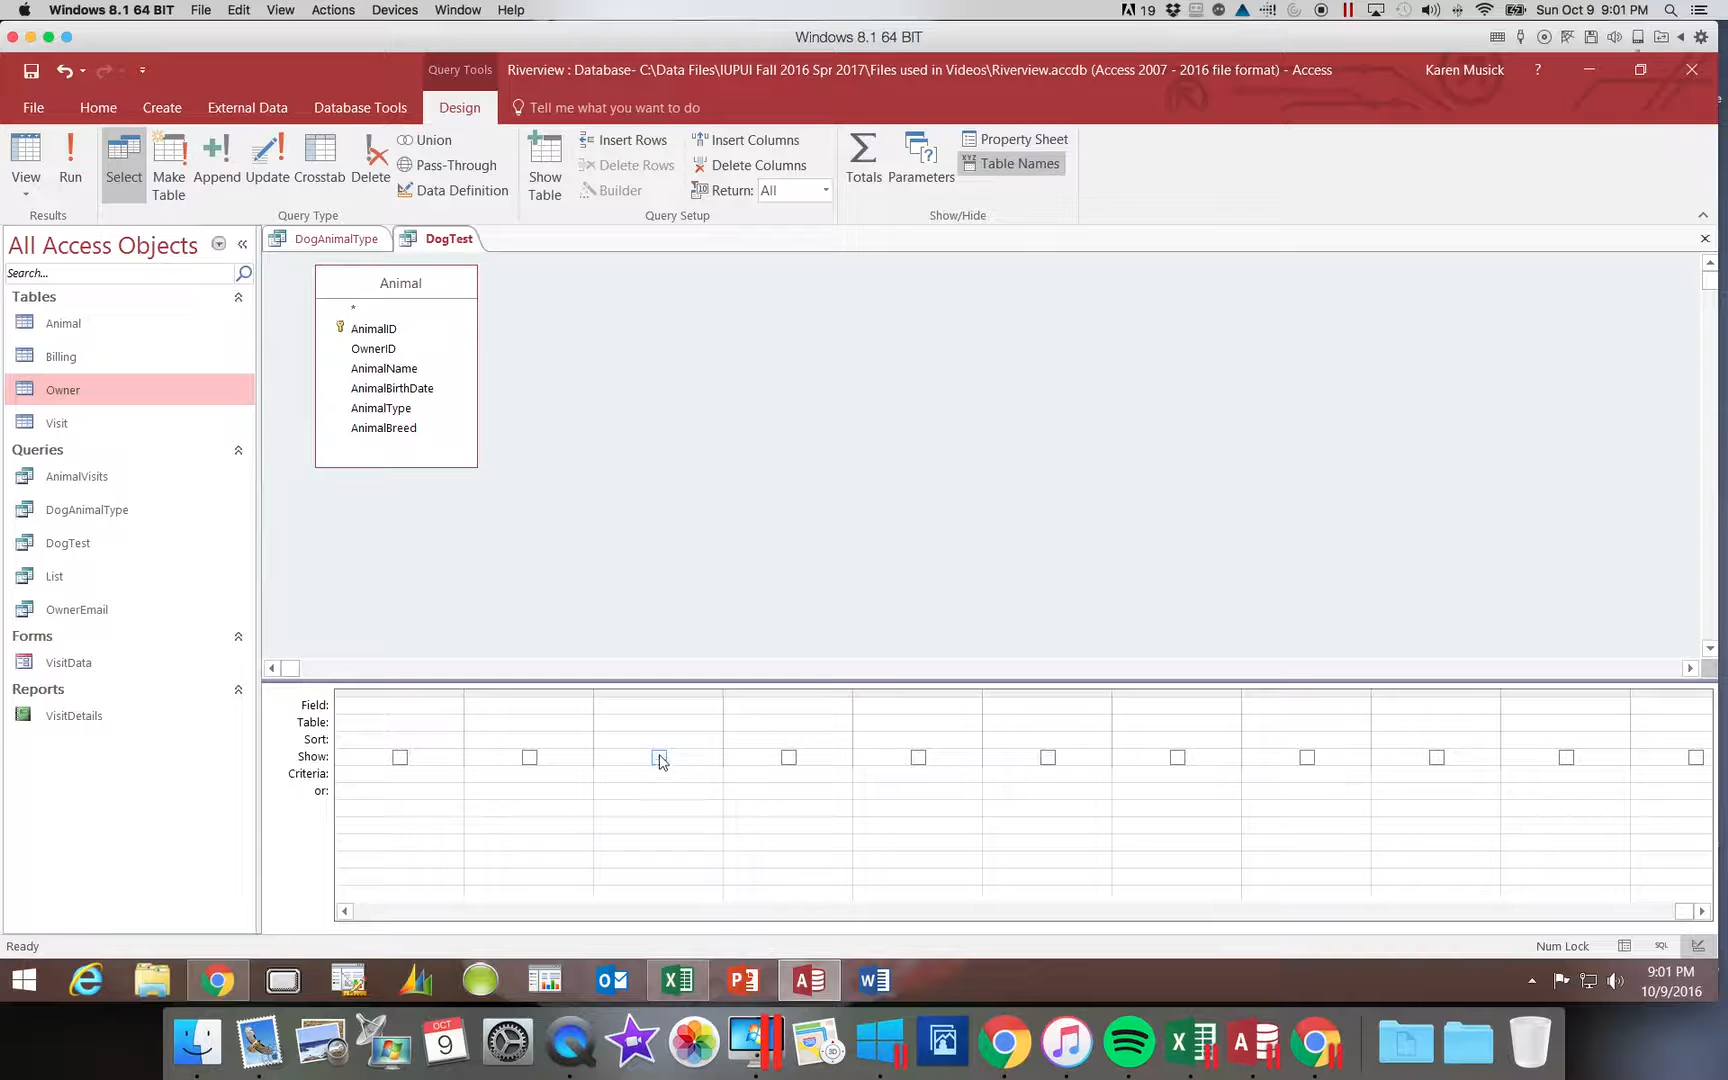 Windows 8.1 64 BIT File Edit View Actions Devices Window Help
19 Sun Oct 9 9:01 PM
Windows 8.1 64 BIT
Query Tools Riverview : Database- C:\Data Files\IUPUI Fall 2016 Spr 2017\Files used in Videos\Riverview.accdb (Access 2007 - 2016 file format) - Access Karen Musick ?
File Home Create External Data Database Tools Design Tell me what you want to do
View Run Select Make Table Append Update Crosstab Delete
Union
Pass-Through
Data Definition
Show Table
Insert Rows
Delete Rows
Builder
Insert Columns
Delete Columns
Return: All
Totals Parameters
Property Sheet
Table Names
Results Query Type Query Setup Show/Hide
All Access Objects
Search...
Tables
Animal
Billing
Owner
Visit
Queries
AnimalVisits
DogAnimalType
DogTest
List
OwnerEmail
Forms
VisitData
Reports
VisitDetails
DogAnimalType DogTest
Animal
*
AnimalID
OwnerID
AnimalName
AnimalBirthDate
AnimalType
AnimalBreed
Field:
Table:
Sort:
Show:
Criteria:
or:
Ready Num Lock SQL
9:01 PM
10/9/2016
OCT
9